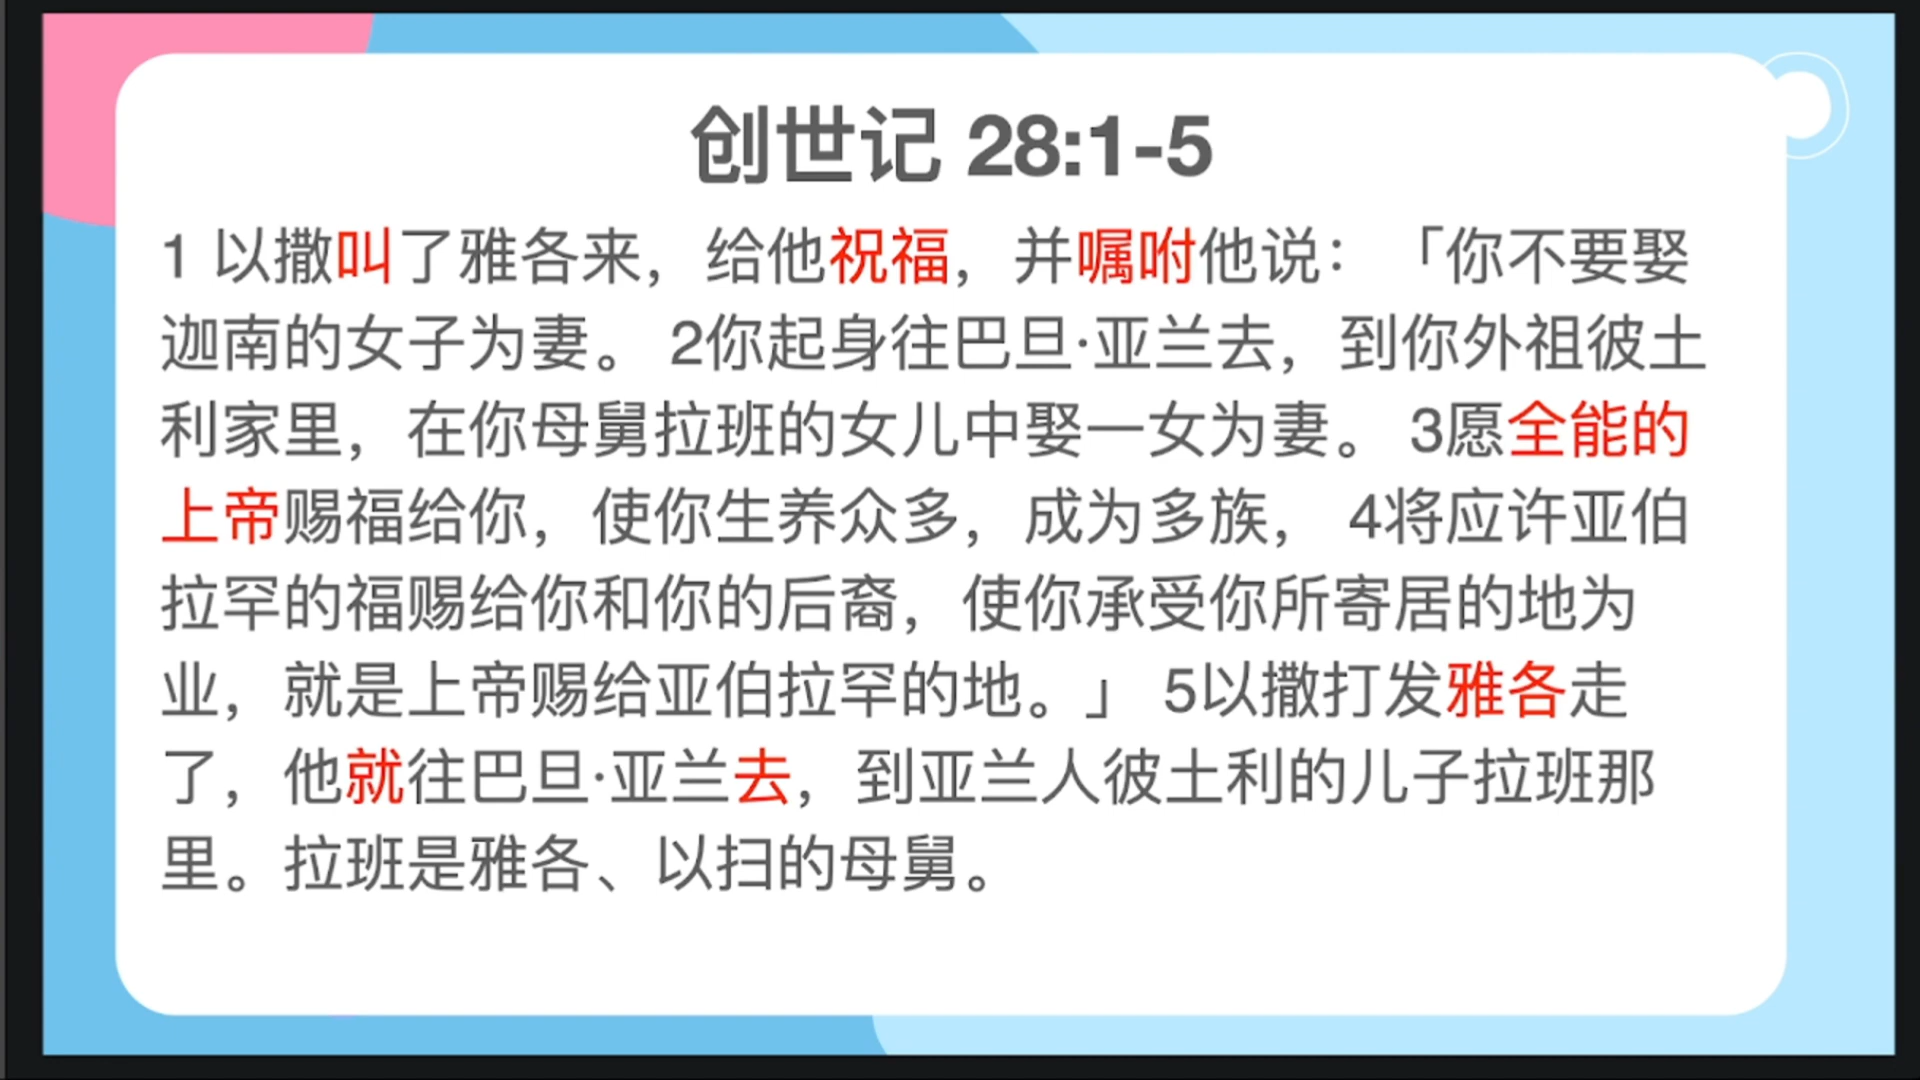 创世记 28:1-5
1 以撒叫了雅各来，给他祝福，并嘱咐他说：「你不要娶
迦南的女子为妻。 2你起身往巴旦·亚兰去，到你外祖彼土
利家里，在你母舅拉班的女儿中娶一女为妻。 3愿全能的
上帝赐福给你，使你生养众多，成为多族， 4将应许亚伯
拉罕的福赐给你和你的后裔，使你承受你所寄居的地为
业，就是上帝赐给亚伯拉罕的地。」 5以撒打发雅各走
了，他就往巴旦·亚兰去，到亚兰人彼土利的儿子拉班那
里。拉班是雅各、以扫的母舅。